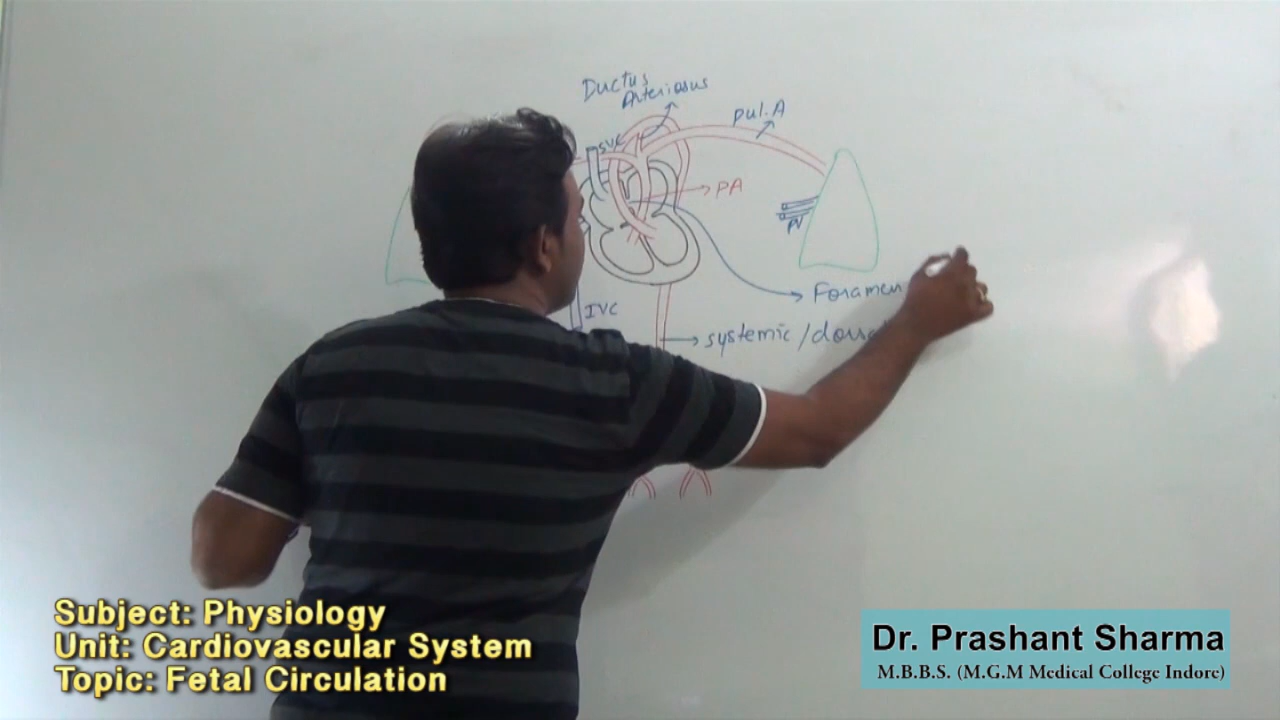 Ductus
Arteriosus
pul.A
SVC
PA
PV
Foramen
IVC
systemic /
Subject: Physiology
Unit: Cardiovascular System
Topic: Fetal Circulation
Dr. Prashant Sharma
M.B.B.S. (M.G.M Medical College Indore)